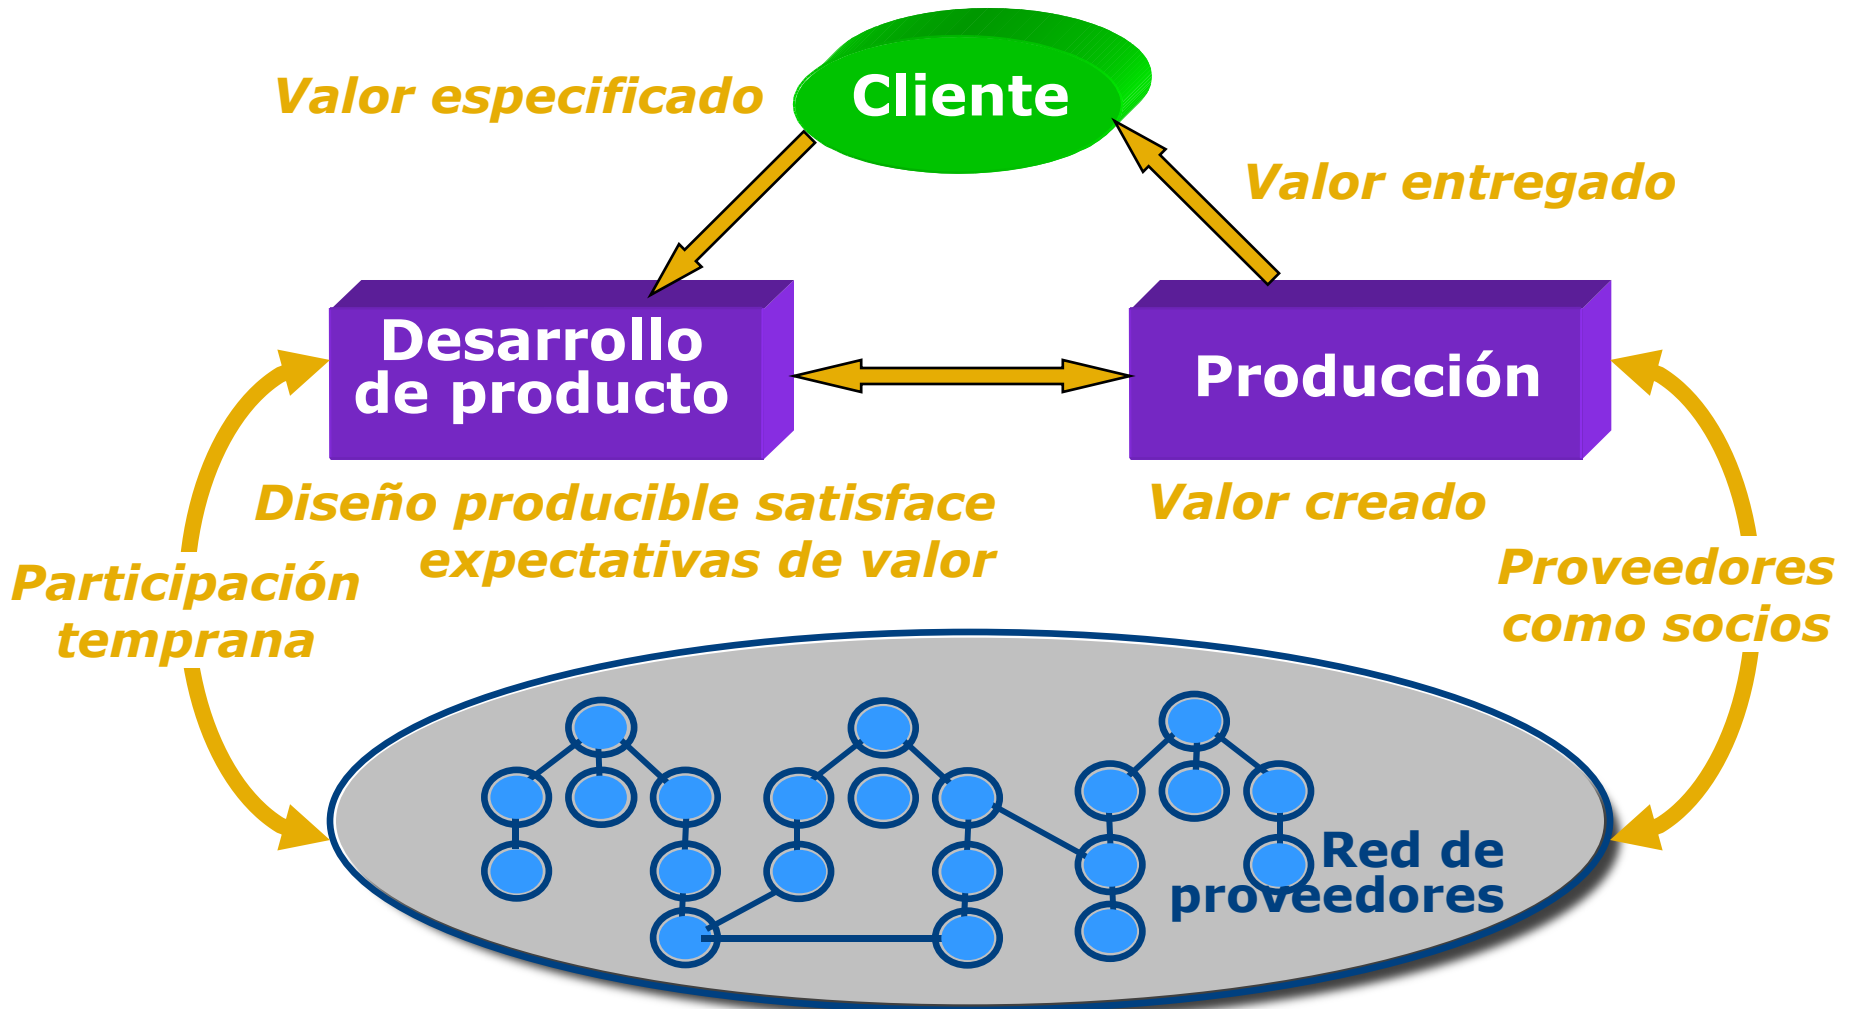 Cliente
Valor especificado
Valor entregado
Desarrollo
de producto
Producción
Diseño producible satisface
expectativas de valor
Valor creado
Participación
temprana
Proveedores
como socios
Red de
proveedores